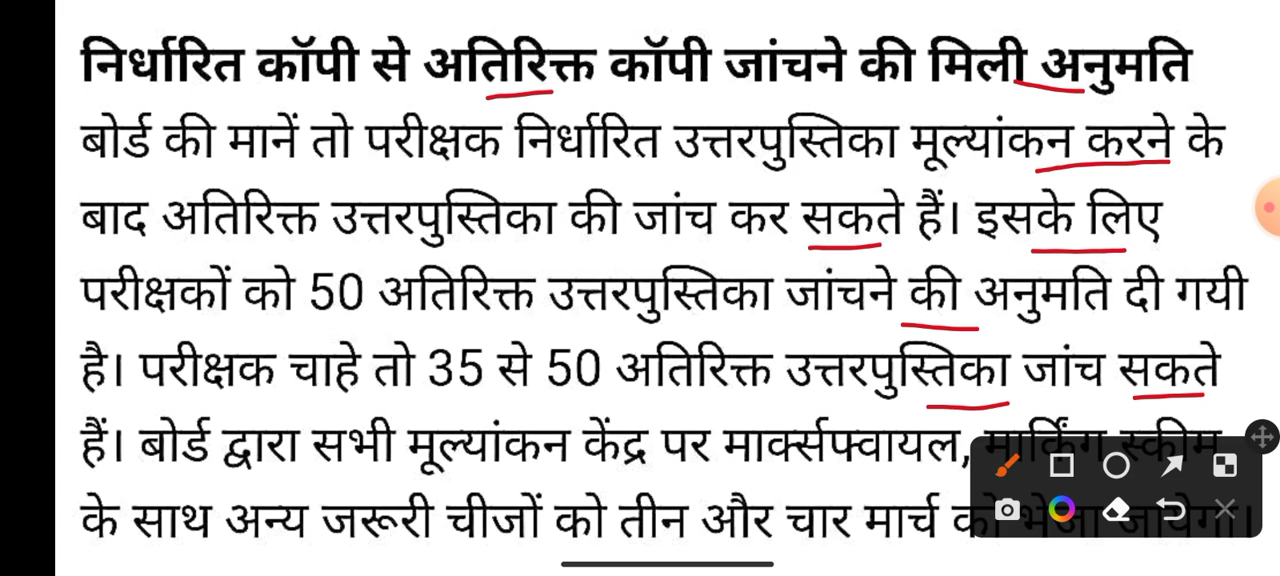 निर्धारित कॉपी से अतिरिक्त कॉपी जांचने की मिली अनुमति
बोर्ड की मानें तो परीक्षक निर्धारित उत्तरपुस्तिका मूल्यांकन करने के
बाद अतिरिक्त उत्तरपुस्तिका की जांच कर सकते हैं। इसके लिए
परीक्षकों को 50 अतिरिक्त उत्तरपुस्तिका जांचने की अनुमति दी गयी
है। परीक्षक चाहे तो 35 से 50 अतिरिक्त उत्तरपुस्तिका जांच सकते
हैं। बोर्ड द्वारा सभी मूल्यांकन केंद्र पर मार्क्सफ्वायल, मार्किंग स्कीम
के साथ अन्य जरूरी चीजों को तीन और चार मार्च को भेजा जायेगा।